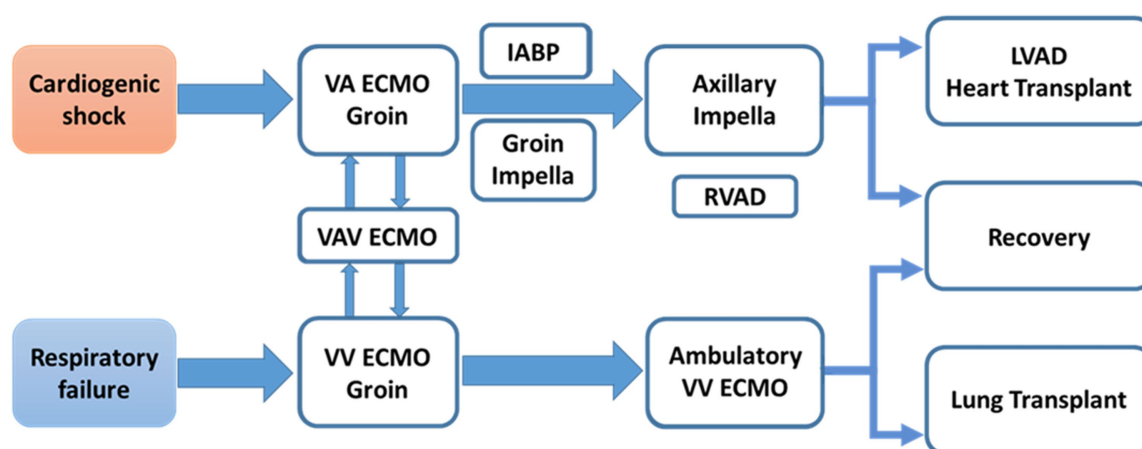 Cardiogenic
shock
VA ECMO
Groin
IABP
Groin
Impella
Axillary
Impella
RVAD
LVAD
Heart Transplant
VAV ECMO
Recovery
Respiratory
failure
VV ECMO
Groin
Ambulatory
VV ECMO
Lung Transplant